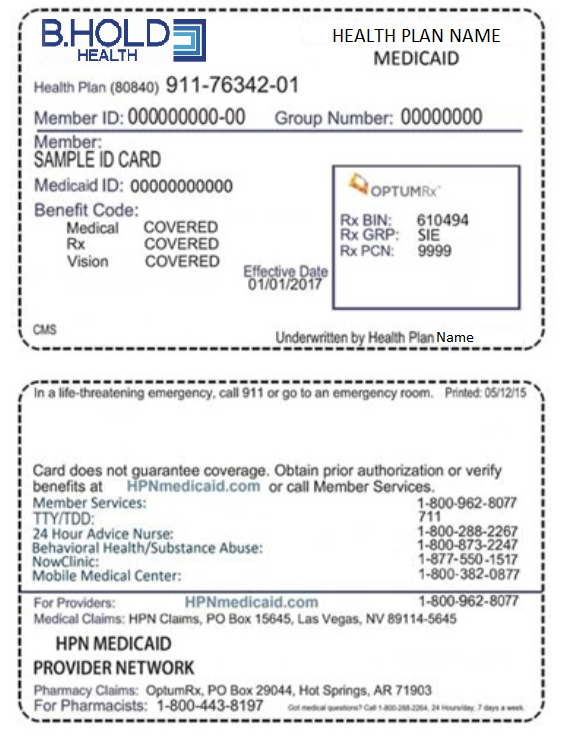 B.HOLD
HEALTH
HEALTH PLAN NAME
MEDICAID
Health Plan (80840) 911-76342-01
Member ID: 000000000-00 Group Number: 00000000
Member:
SAMPLE ID CARD
Medicaid ID: 00000000000
Benefit Code:
Medical COVERED
Rx COVERED
Vision COVERED
Effective Date
01/01/2017
OPTUMRx™
Rx BIN: 610494
Rx GRP: SIE
Rx PCN: 9999
CMS
Underwritten by Health Plan Name
In a life-threatening emergency, call 911 or go to an emergency room. Printed: 05/12/15
Card does not guarantee coverage. Obtain prior authorization or verify
benefits at HPNmedicaid.com or call Member Services.
Member Services: 1-800-962-8077
TTY/TDD: 711
24 Hour Advice Nurse: 1-800-288-2267
Behavioral Health/Substance Abuse: 1-800-873-2247
NowClinic: 1-877-550-1517
Mobile Medical Center: 1-800-382-0877
For Providers: HPNmedicaid.com 1-800-962-8077
Medical Claims: HPN Claims, PO Box 15645, Las Vegas, NV 89114-5645
HPN MEDICAID
PROVIDER NETWORK
Pharmacy Claims: OptumRx, PO Box 29044, Hot Springs, AR 71903
For Pharmacists: 1-800-443-8197 Got medical questions? Call 1-800-288-2264, 24 Hours/day, 7 days a week.